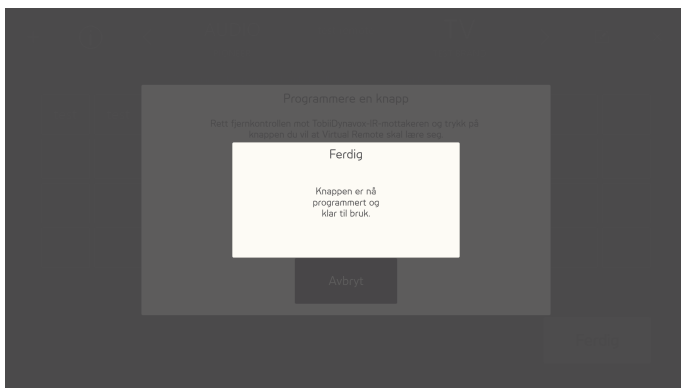 Programmere en knapp
Rett fjernkontrollen mot TobiiDynavox-IR-mottakeren og trykk på
knappen du vil at Virtual Remote skal lære seg.
Ferdig
Knappen er nå
programmert og
klar til bruk.
Avbryt